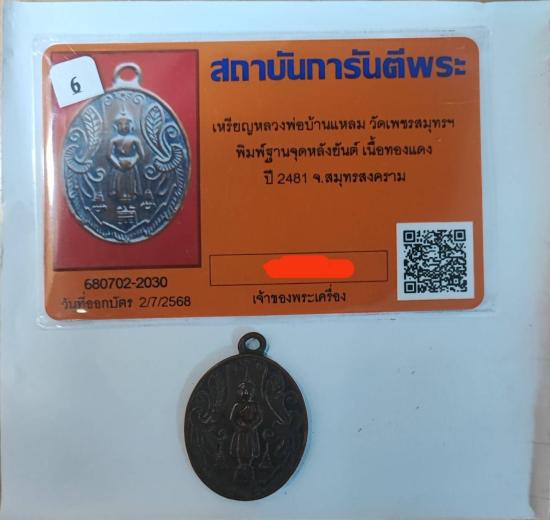 6
สถาบันการันตีพระ
เหรียญหลวงพ่อบ้านแหลม วัดเพชรสมุทรฯ
พิมพ์ฐานจุดหลังยันต์ เนื้อทองแดง
ปี 2481 จ.สมุทรสงคราม
680702-2030
วันที่ออกบัตร 2/7/2568
เจ้าของพระเครื่อง